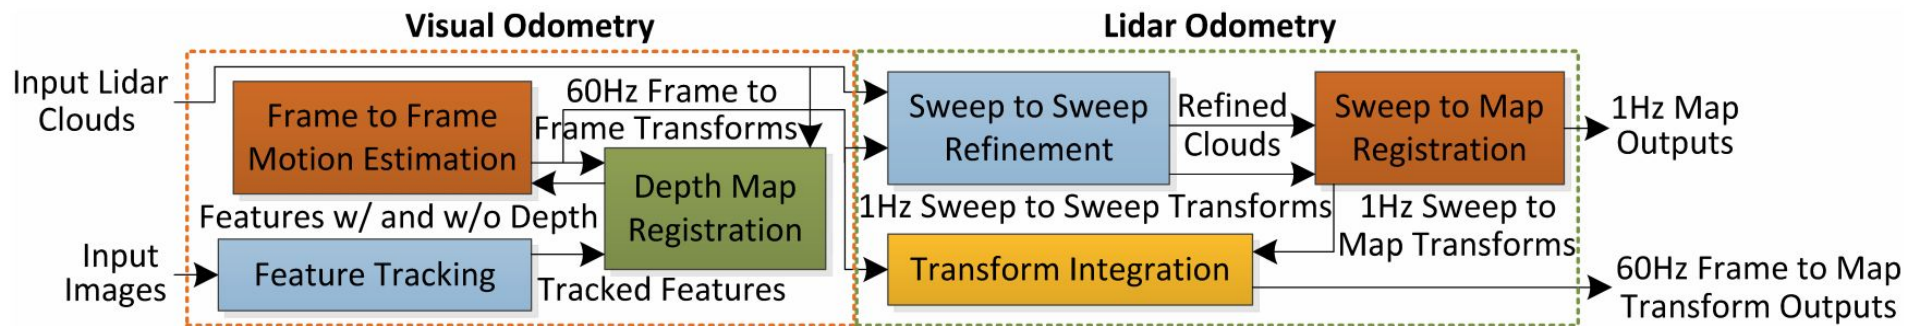 Visual Odometry
Lidar Odometry
Input Lidar
Clouds
Frame to Frame
Motion Estimation
60Hz Frame to
Frame Transforms
Depth Map
Registration
Features w/ and w/o Depth
Input
Images
Feature Tracking
Tracked Features
Sweep to Sweep
Refinement
Refined
Clouds
Sweep to Map
Registration
1Hz Map
Outputs
1Hz Sweep to Sweep Transforms
1Hz Sweep to
Map Transforms
Transform Integration
60Hz Frame to Map
Transform Outputs